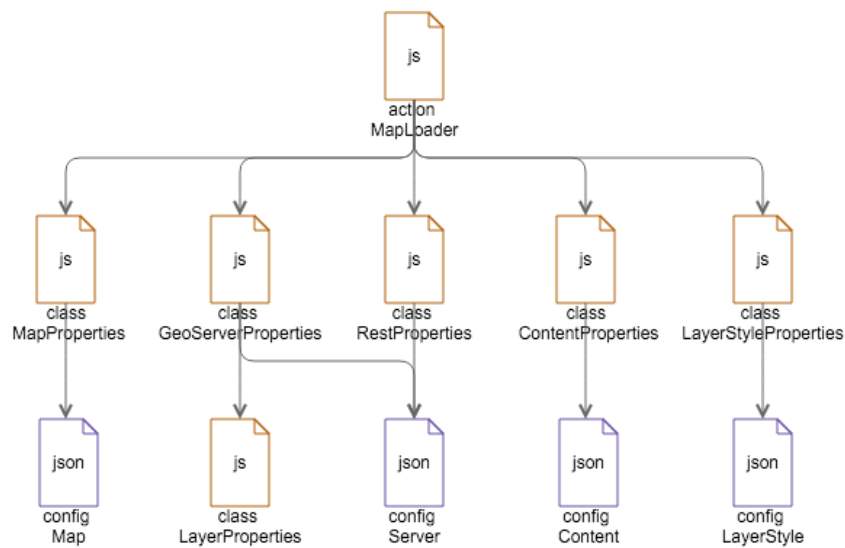 js
action
MapLoader
js
js
js
js
js
class
MapProperties
class
GeoServerProperties
class
RestProperties
class
ContentProperties
class
LayerStyleProperties
json
js
json
json
json
config
Map
class
LayerProperties
config
Server
config
Content
config
LayerStyle